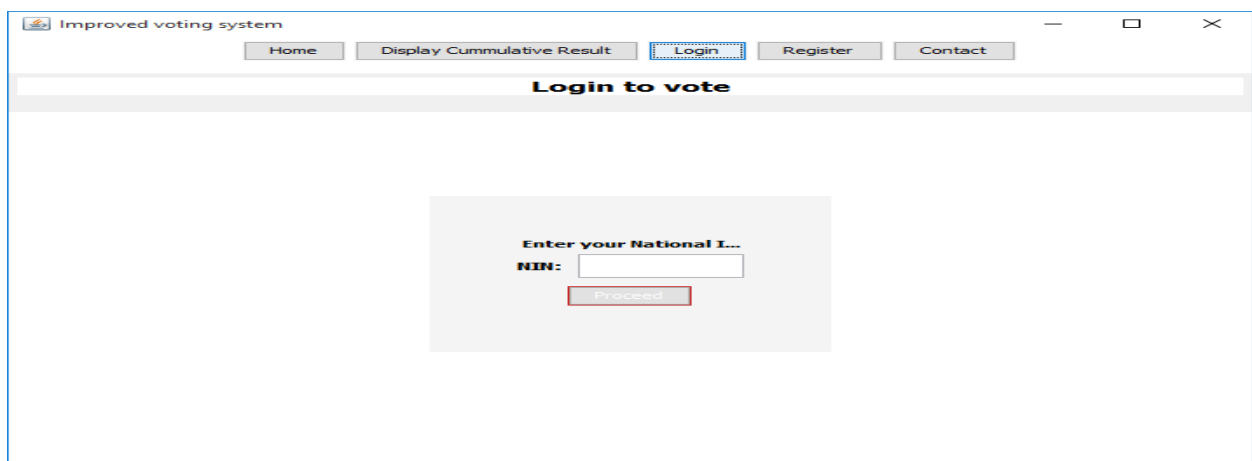 Improved voting system
Home Display Cummulative Result Login Register Contact
Login to vote
Enter your National I...
NIN:
Proceed